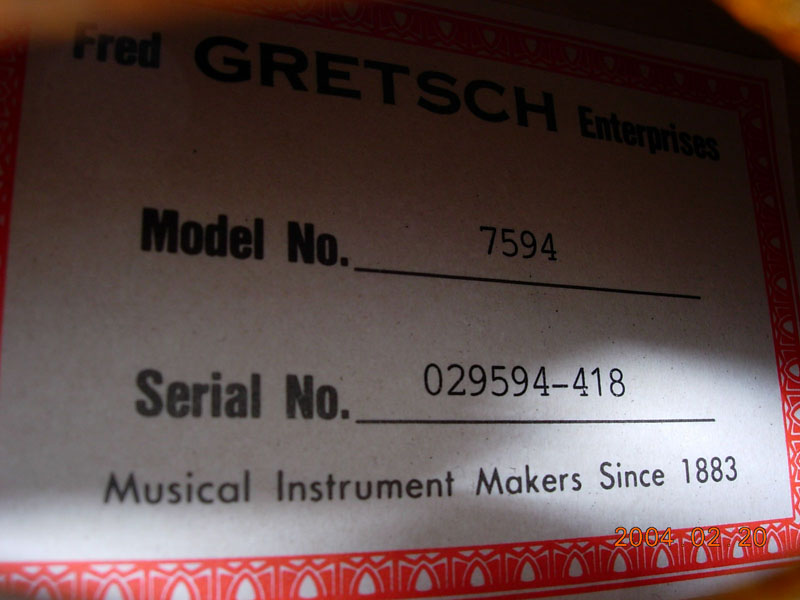 Fred GRETSCH Enterprises
Model No. 7594
Serial No. 029594-418
Musical Instrument Makers Since 1883
2004 02 20